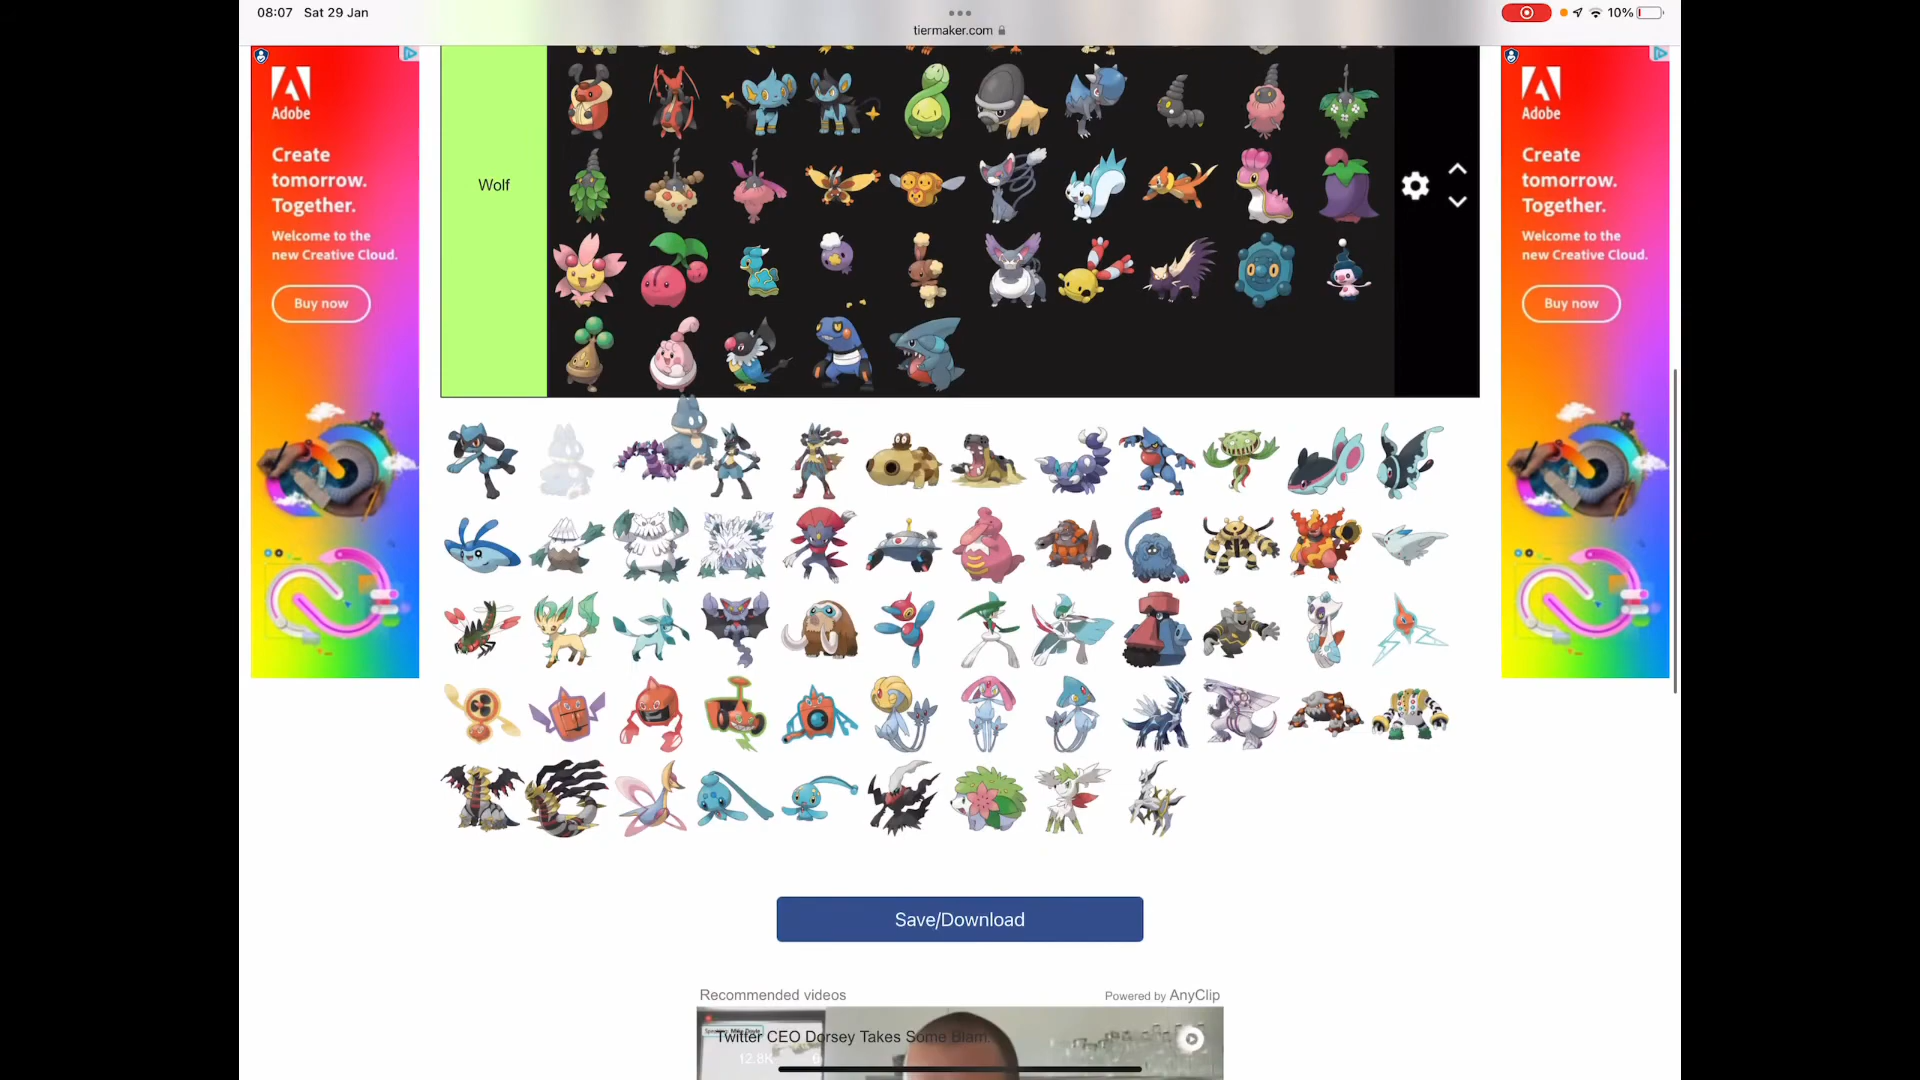 08:07 Sat 29 Jan
tiermaker.com
10%
Adobe
Create
tomorrow.
Together.
Welcome to the
new Creative Cloud.
Buy now
Wolf
Adobe
Create
tomorrow.
Together.
Welcome to the
new Creative Cloud.
Buy now
Save/Download
Recommended videos
Powered by AnyClip
Twitter CEO Dorsey Takes Some Blam
12.8K